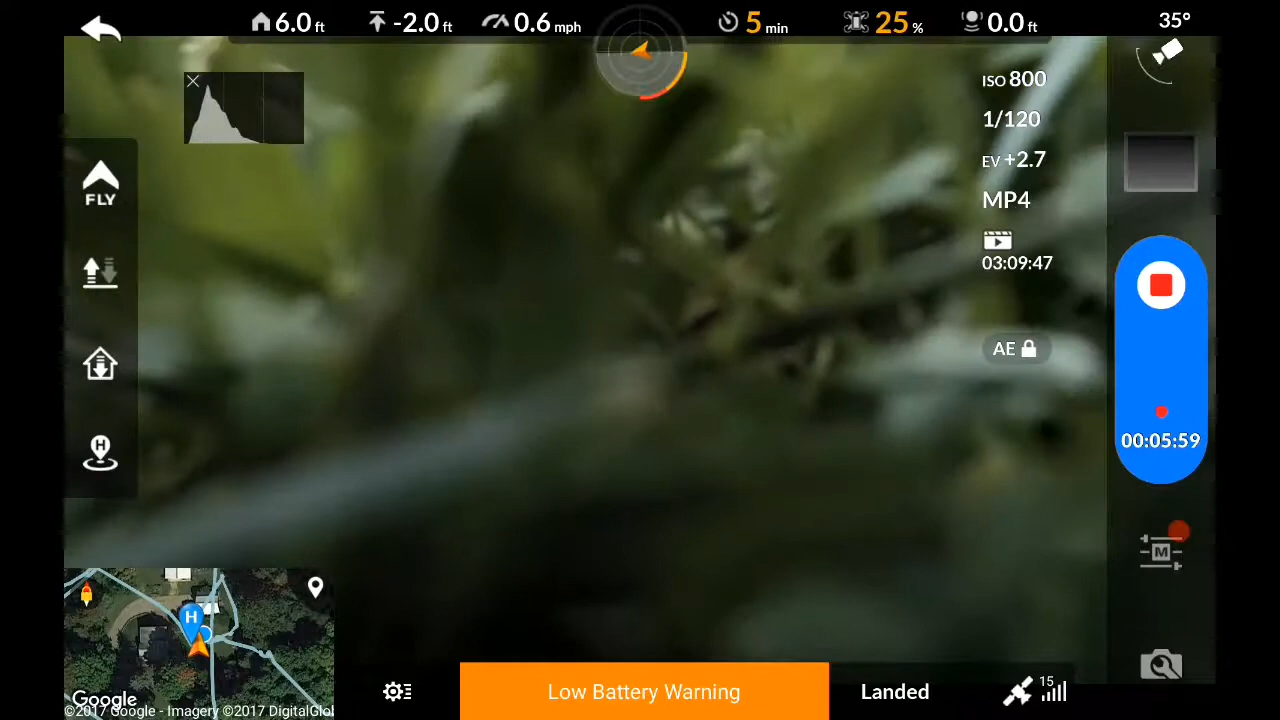 6.0 ft
-2.0 ft
0.6 mph
5 min
25 %
0.0 ft
35°
ISO 800
1/120
EV +2.7
MP4
03:09:47
AE
FLY
H
00:05:59
M
H
Google
©2017 Google - Imagery ©2017 DigitalGlo
Low Battery Warning
Landed
15